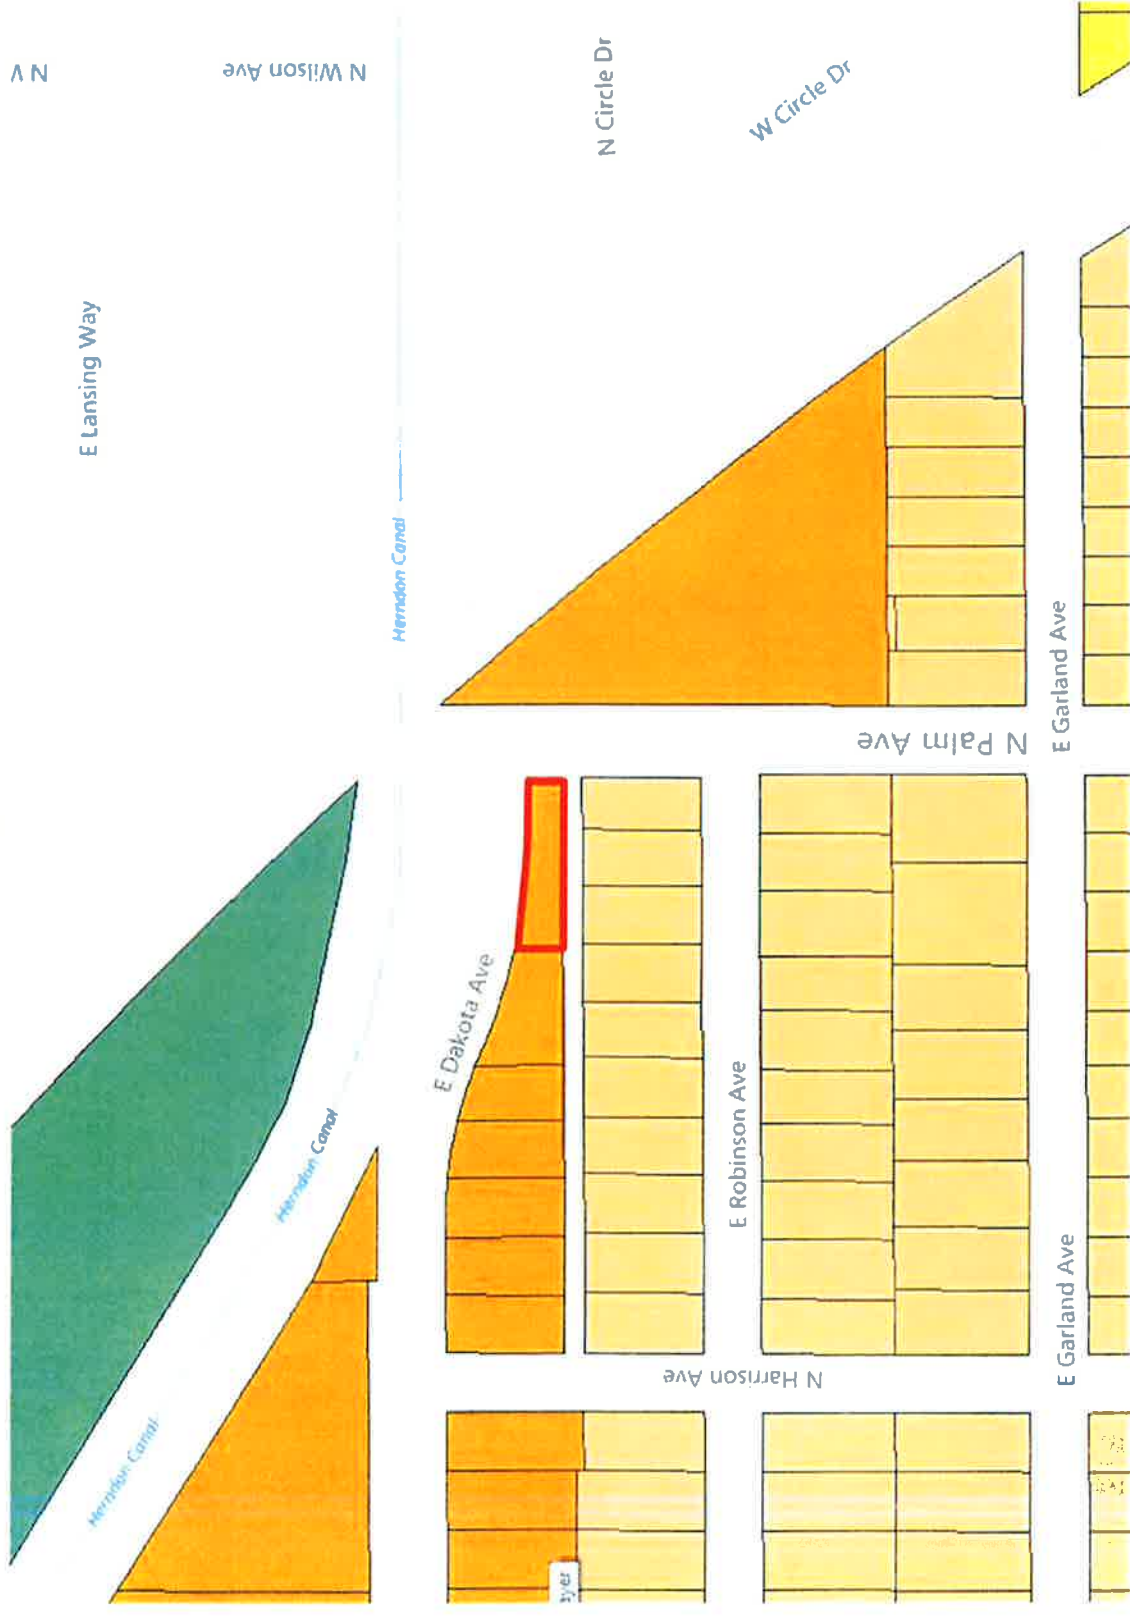 N V
N Wilson Ave
N Circle Dr
W Circle Dr
E Lansing Way
Herndon Canal
N Palm Ave
E Garland Ave
E Dakota Ave
E Robinson Ave
Herndon Canal
N Harrison Ave
E Garland Ave
Herndon Canal
ayer